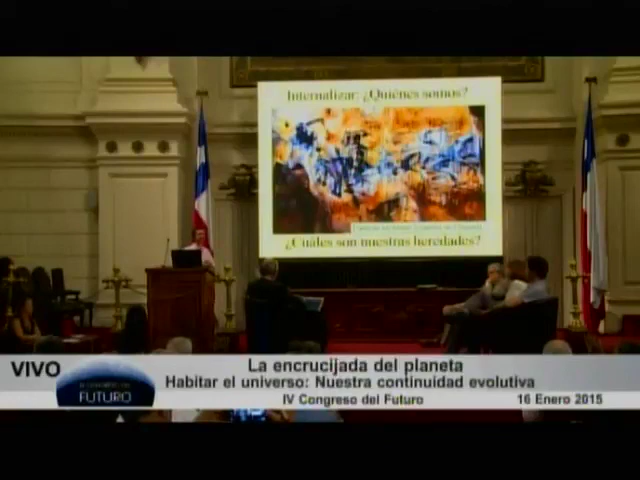 Internalizar: ¿Quiénes somos?
¿Cuáles son nuestras heredades?
VIVO
La encrucijada del planeta
FUTURO
Habitar el universo: Nuestra continuidad evolutiva
IV Congreso del Futuro
16 Enero 2015